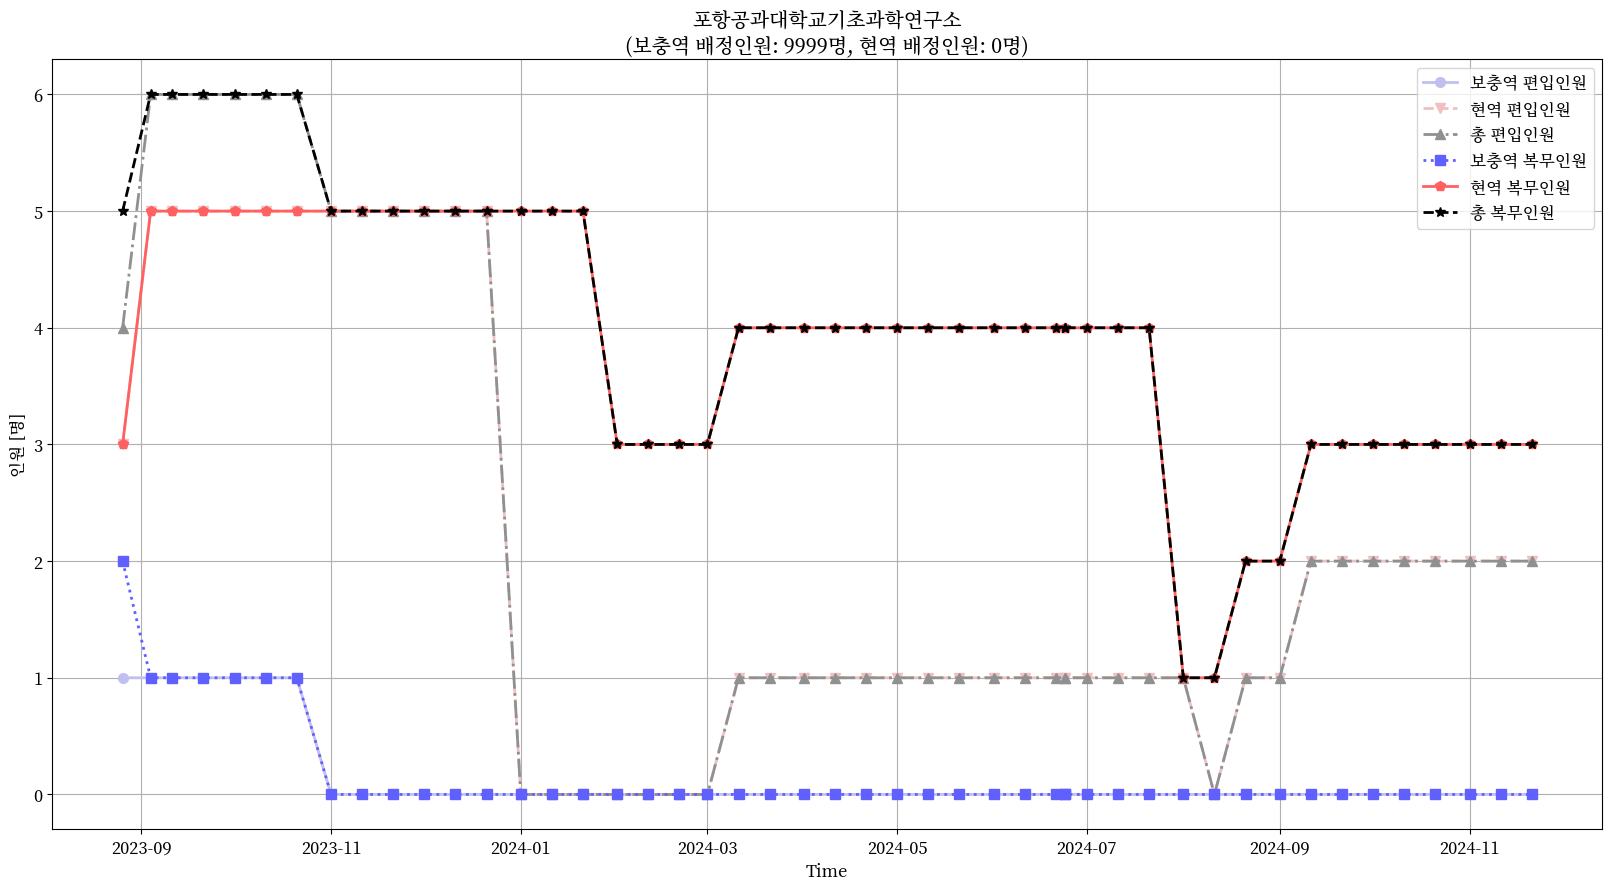 포항공과대학교기초과학연구소
(보충역 배정인원: 9999명, 현역 배정인원: 0명)
보충역 편입인원
현역 편입인원
총 편입인원
보충역 복무인원
현역 복무인원
총 복무인원
인원 [명]
6
5
4
3
2
1
0
2023-09
2023-11
2024-01
2024-03
2024-05
2024-07
2024-09
2024-11
Time